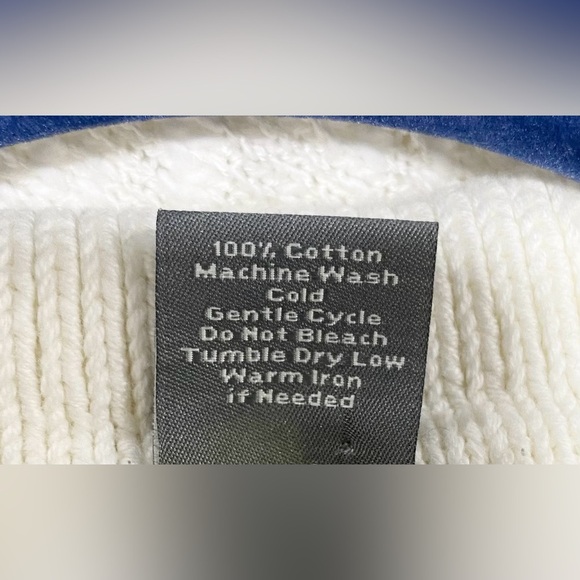 100% Cotton
Machine Wash
Cold
Gentle Cycle
Do Not Bleach
Tumble Dry Low
Warm Iron
if Needed